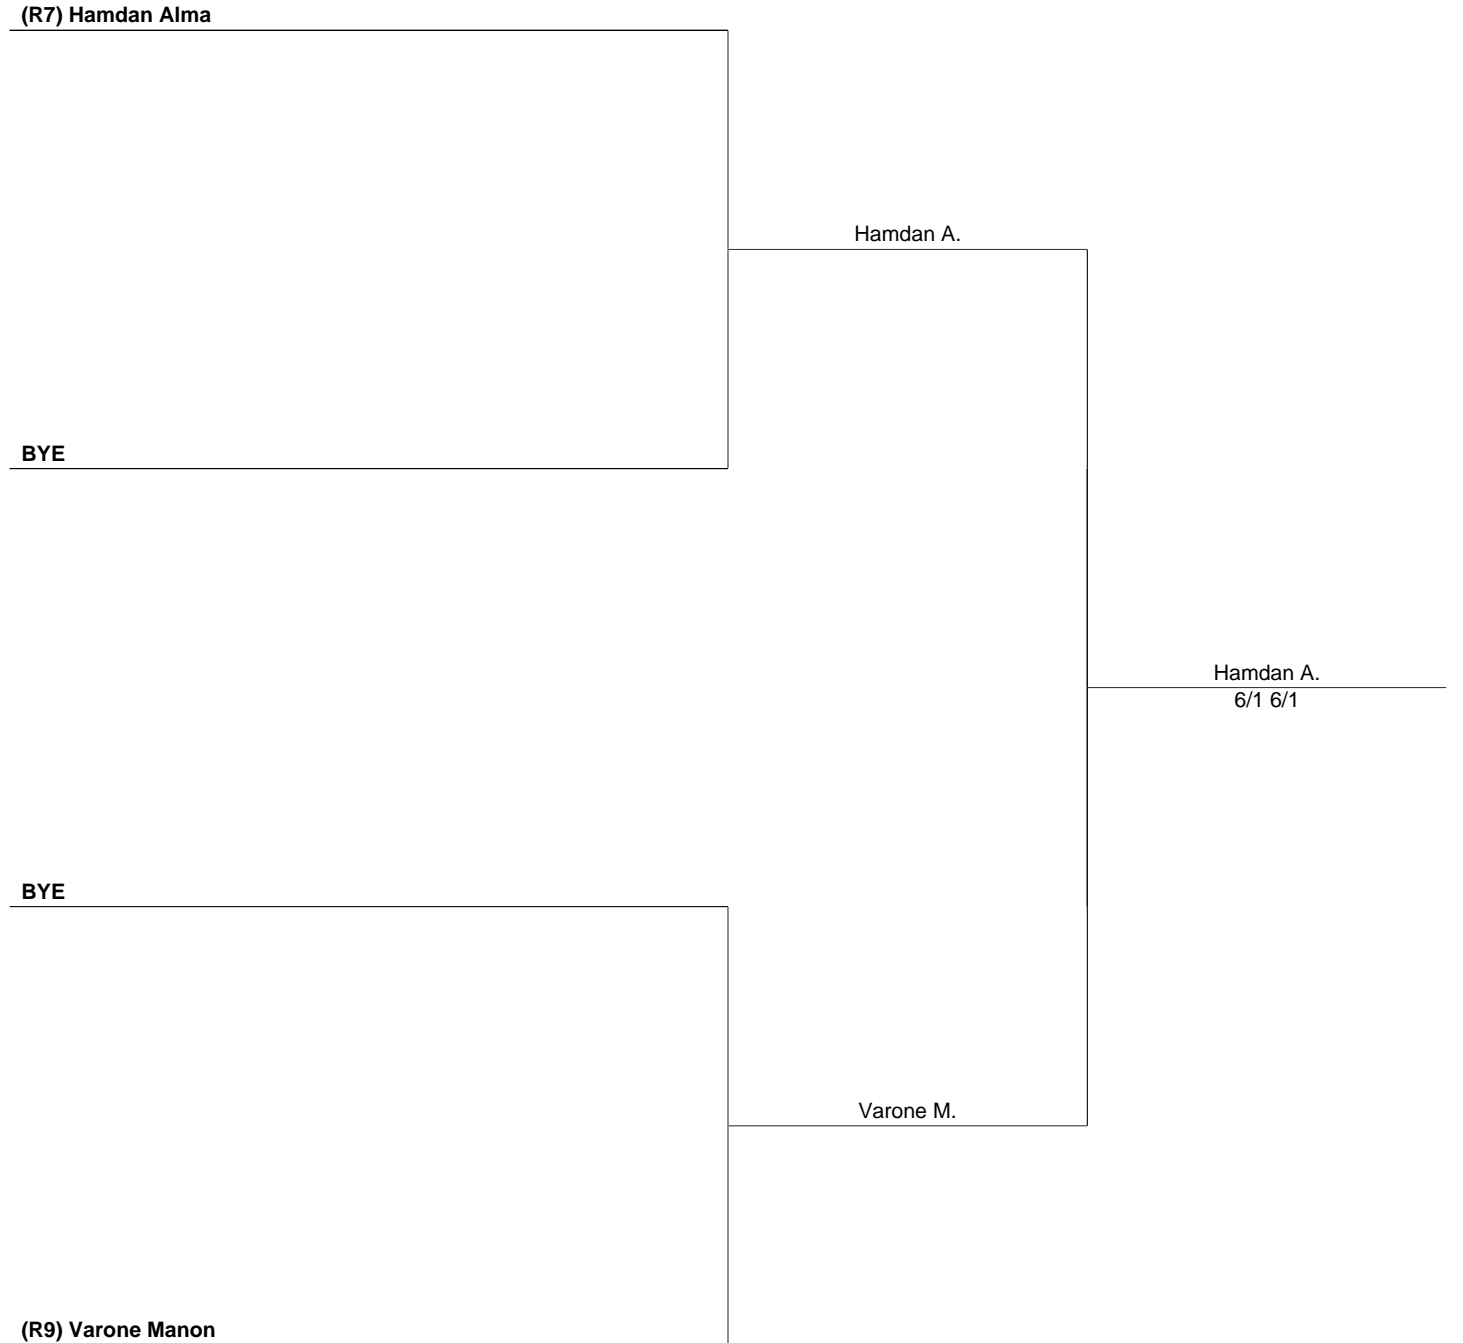 (R7) Hamdan Alma
Hamdan A.
BYE
Hamdan A.
6/1 6/1
BYE
Varone M.
(R9) Varone Manon